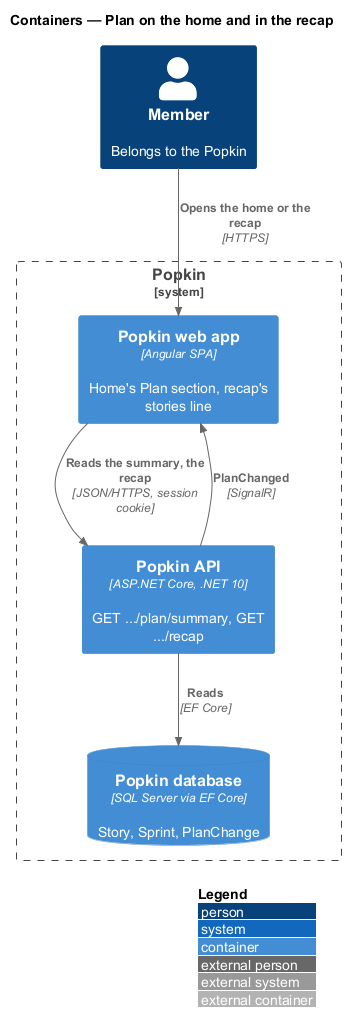 Containers — Plan on the home and in the recap
Member
Belongs to the Popkin
Opens the home or the
recap
[HTTPS]
Popkin
[system]
Popkin web app
[Angular SPA]
Home's Plan section, recap's
stories line
Reads the summary, the
recap
[JSON/HTTPS, session
cookie]
PlanChanged
[SignalR]
Popkin API
[ASP.NET Core, .NET 10]
GET .../plan/summary, GET
.../recap
Reads
[EF Core]
Popkin database
[SQL Server via EF Core]
Story, Sprint, PlanChange
Legend
person
system
container
external person
external system
external container